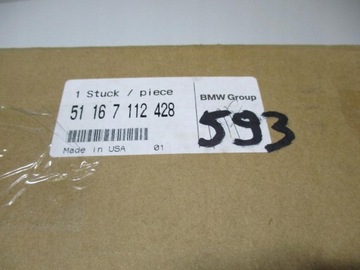 1 Stuck / piece
BMW Group
51 16 7 112 428
593
Made in USA 01